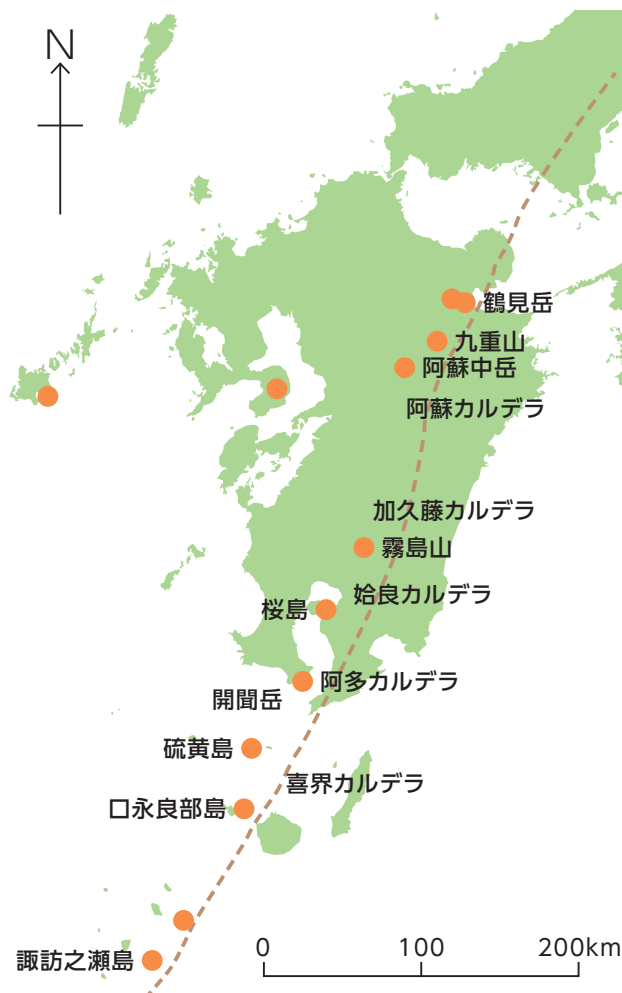 N
鶴見岳
九重山
阿蘇中岳
阿蘇カルデラ
加久藤カルデラ
霧島山
姶良カルデラ
桜島
阿多カルデラ
開聞岳
硫黄島
喜界カルデラ
口永良部島
諏訪之瀬島
0 100 200km